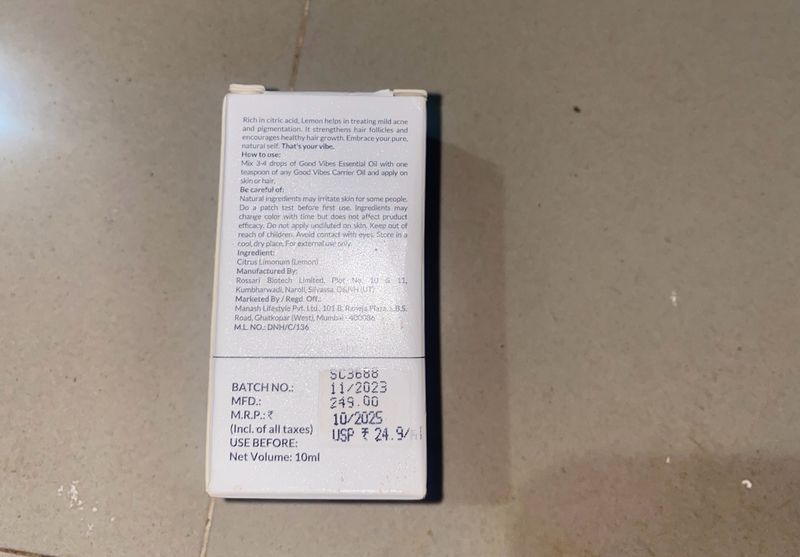 Rich in citric acid, Lemon helps in treating mild acne
and pigmentation. It strengthens hair follicles and
encourages healthy hair growth. Embrace your pure,
natural self. That's your vibe.
How to use:
Mix 3-4 drops of Good Vibes Essential Oil with one
teaspoon of any Good Vibes Carrier Oil and apply on
skin or hair.
Be careful of:
Natural ingredients may irritate skin for some people.
Do a patch test before first use. Ingredients may
change color with time but does not affect product
efficacy. Do not apply undiluted on skin. Keep out of
reach of children. Avoid contact with eyes. Store in a
cool, dry place. For external use only.
Ingredient:
Citrus Limonum (Lemon)
Manufactured By:
Rossari Biotech Limited, Plot No. 10 & 11,
Kumbharwadi, Naroli, Silvassa, D&NH (UT)
Marketed By / Regd. Off.:
Manash Lifestyle Pvt. Ltd., 101 B, Raheja Plaza, L.B.S.
Road, Ghatkopar (West), Mumbai - 400086
M.L. NO.: DNH/C/136
SC3688
BATCH NO.: 11/2023
MFD.: 249.00
M.R.P.: ₹ 10/2025
(Incl. of all taxes) USP ₹ 24.9/
USE BEFORE:
Net Volume: 10ml